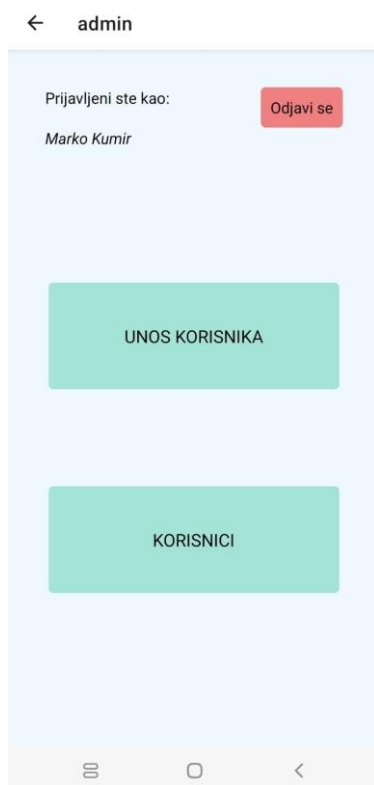 admin
Prijavljeni ste kao:
Odjavi se
Marko Kumir
UNOS KORISNIKA
KORISNICI